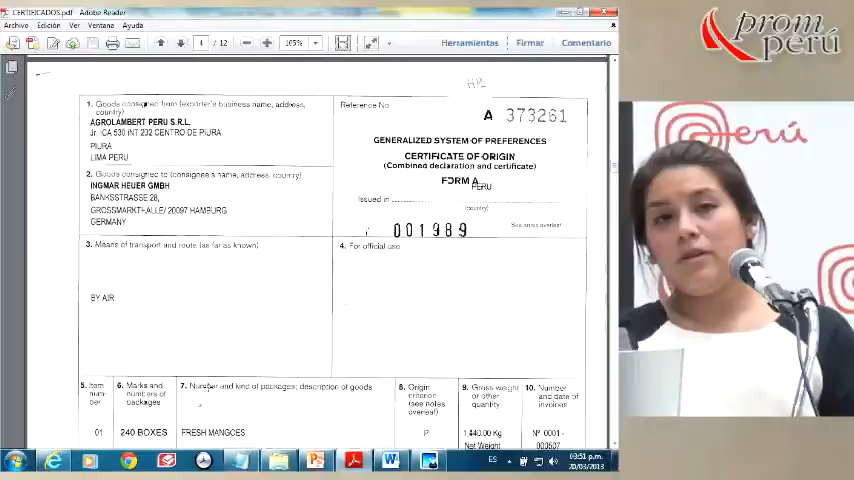 CERTIFICADOS.pdf - Adobe Reader
Archivo Edición Ver Ventana Ayuda
4 / 12
105%
Herramientas Firmar Comentario
prom
perú
perú
1. Goods consigned from (exporter's business name, address,
country)
AGROLAMBERT PERU S.R.L.
Jr. ICA 530 INT 202 CENTRO DE PIURA
PIURA
LIMA PERU
2. Goods consigned to (consignee's name, address, country)
INGMAR HEUER GMBH
BANKSSTRASSE 28,
GROSSMARKTHALLE/ 20097 HAMBURG
GERMANY
Reference No
A 373261
GENERALIZED SYSTEM OF PREFERENCES
CERTIFICATE OF ORIGIN
(Combined declaration and certificate)
FORM A
PERU
Issued in
(country)
001989
See notes overleaf
3. Means of transport and route (as far as known)
BY AIR
4. For official use
5. Item
num-
ber
6. Marks and
numbers of
packages
7. Number and kind of packages; description of goods
8. Origin
criterion
(see notes
overleaf)
9. Gross weight
or other
quantity
10. Number
and date of
invoices
01 240 BOXES FRESH MANGOES P 1,440.00 Kg Nº 0001 -
Net Weight 000507
ES
03:51 p.m.
20/03/2013